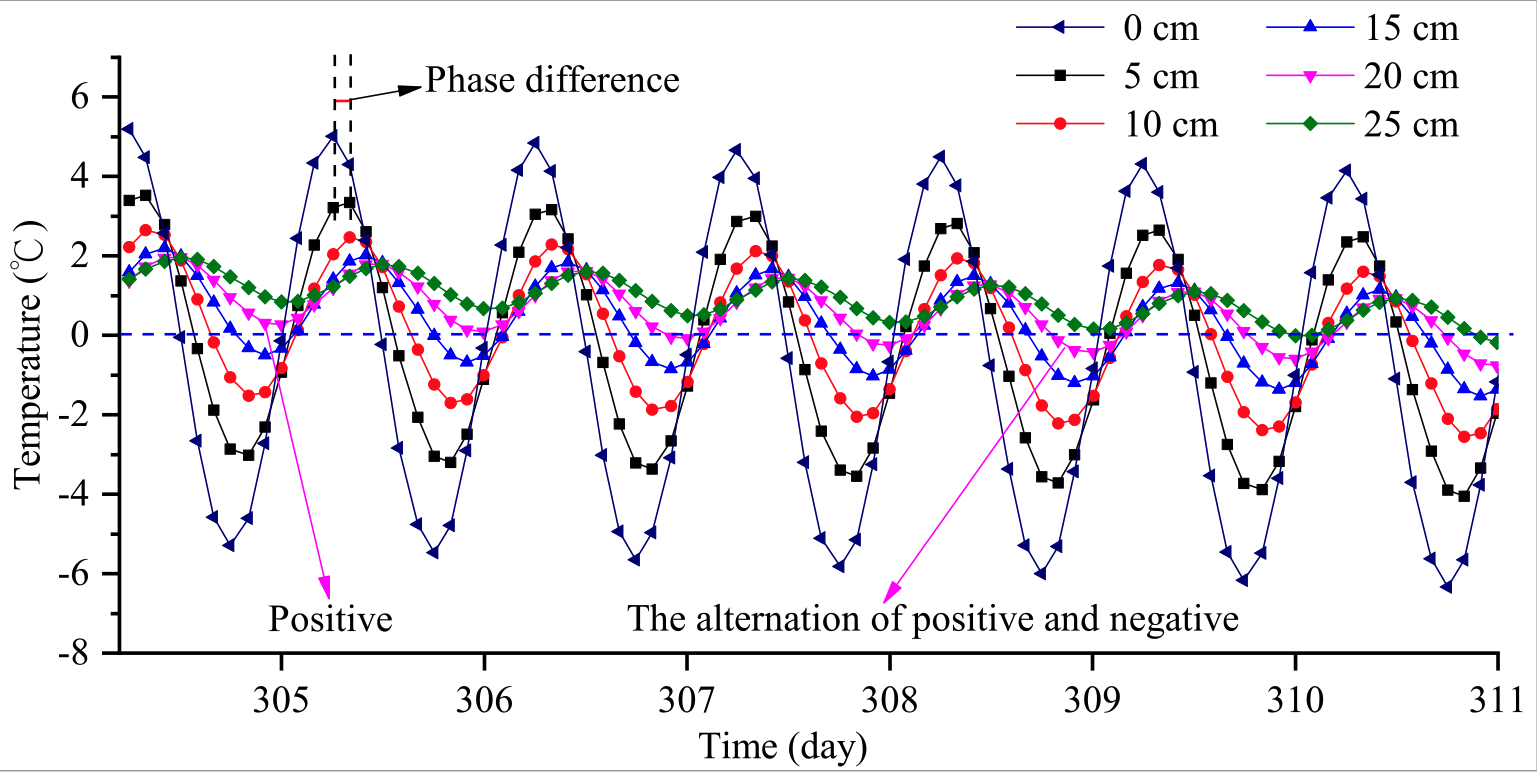 0 cm
15 cm
5 cm
20 cm
10 cm
25 cm
Phase difference
6
4
2
0
-2
-4
-6
-8
Temperature (℃)
Positive
The alternation of positive and negative
305 306 307 308 309 310 311
Time (day)